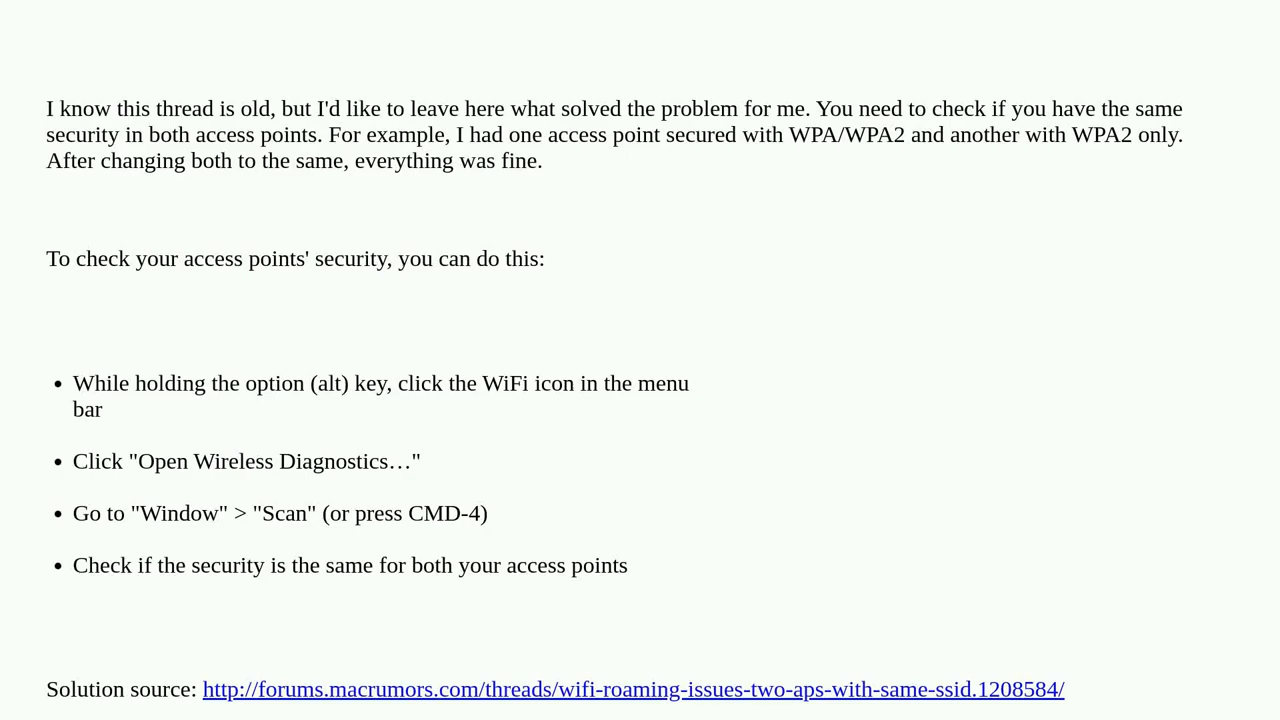 I know this thread is old, but I'd like to leave here what solved the problem for me. You need to check if you have the same
security in both access points. For example, I had one access point secured with WPA/WPA2 and another with WPA2 only.
After changing both to the same, everything was fine.
To check your access points' security, you can do this:
• While holding the option (alt) key, click the WiFi icon in the menu
bar
• Click "Open Wireless Diagnostics…"
• Go to "Window" > "Scan" (or press CMD-4)
• Check if the security is the same for both your access points
Solution source: http://forums.macrumors.com/threads/wifi-roaming-issues-two-aps-with-same-ssid.1208584/